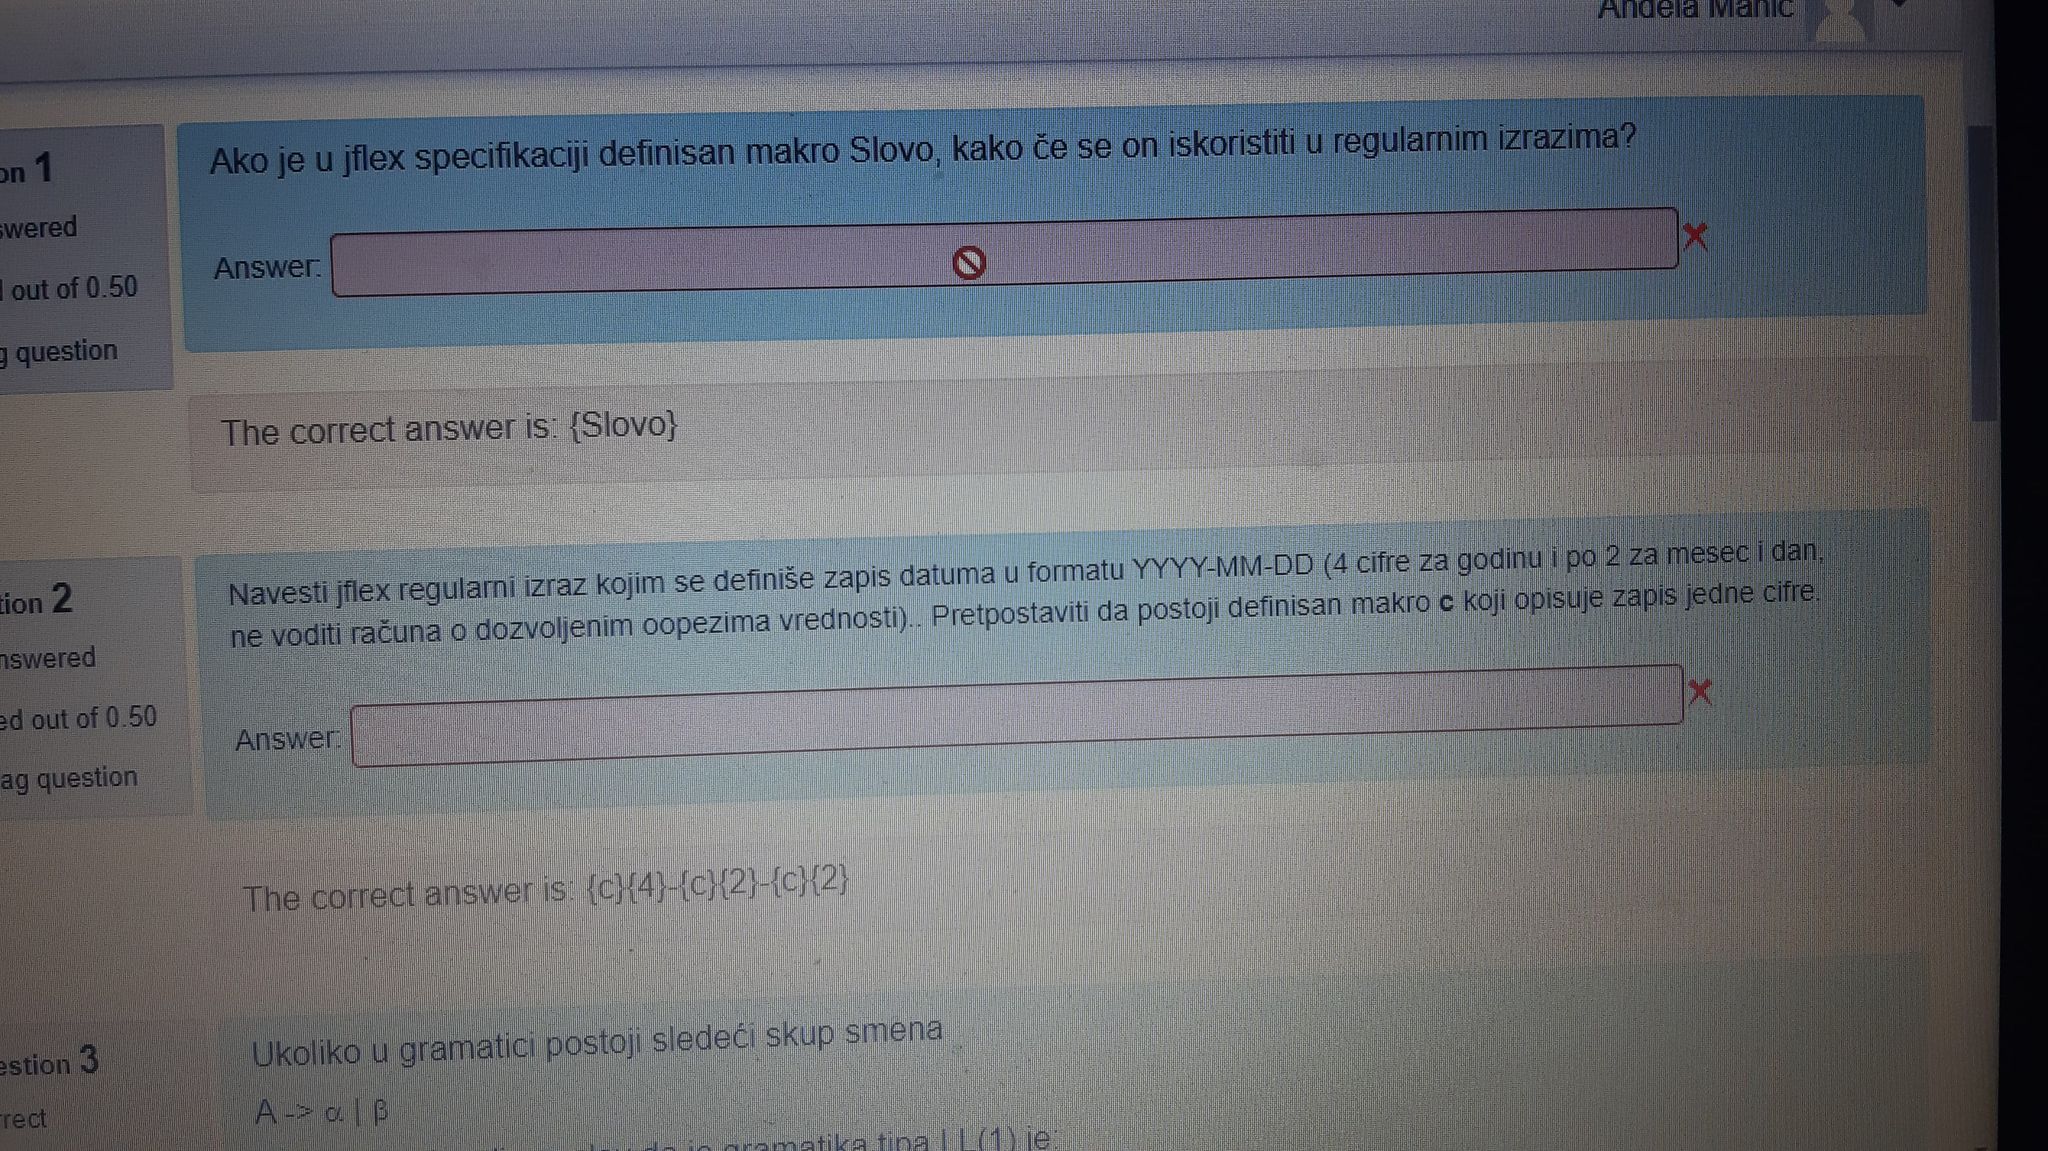 Anđela Manić
on 1
swered
out of 0.50
g question
Ako je u jflex specifikaciji definisan makro Slovo, kako če se on iskoristiti u regularnim izrazima?
Answer:
The correct answer is: {Slovo}
tion 2
nswered
ed out of 0.50
ag question
Navesti jflex regularni izraz kojim se definiše zapis datuma u formatu YYYY-MM-DD (4 cifre za godinu i po 2 za mesec i dan,
ne voditi računa o dozvoljenim oopezima vrednosti).. Pretpostaviti da postoji definisan makro c koji opisuje zapis jedne cifre.
Answer:
The correct answer is: {c}{4}-{c}{2}-{c}{2}
estion 3
rrect
Ukoliko u gramatici postoji sledeći skup smena
A -> α | β
da je gramatika tipa LL(1) je: